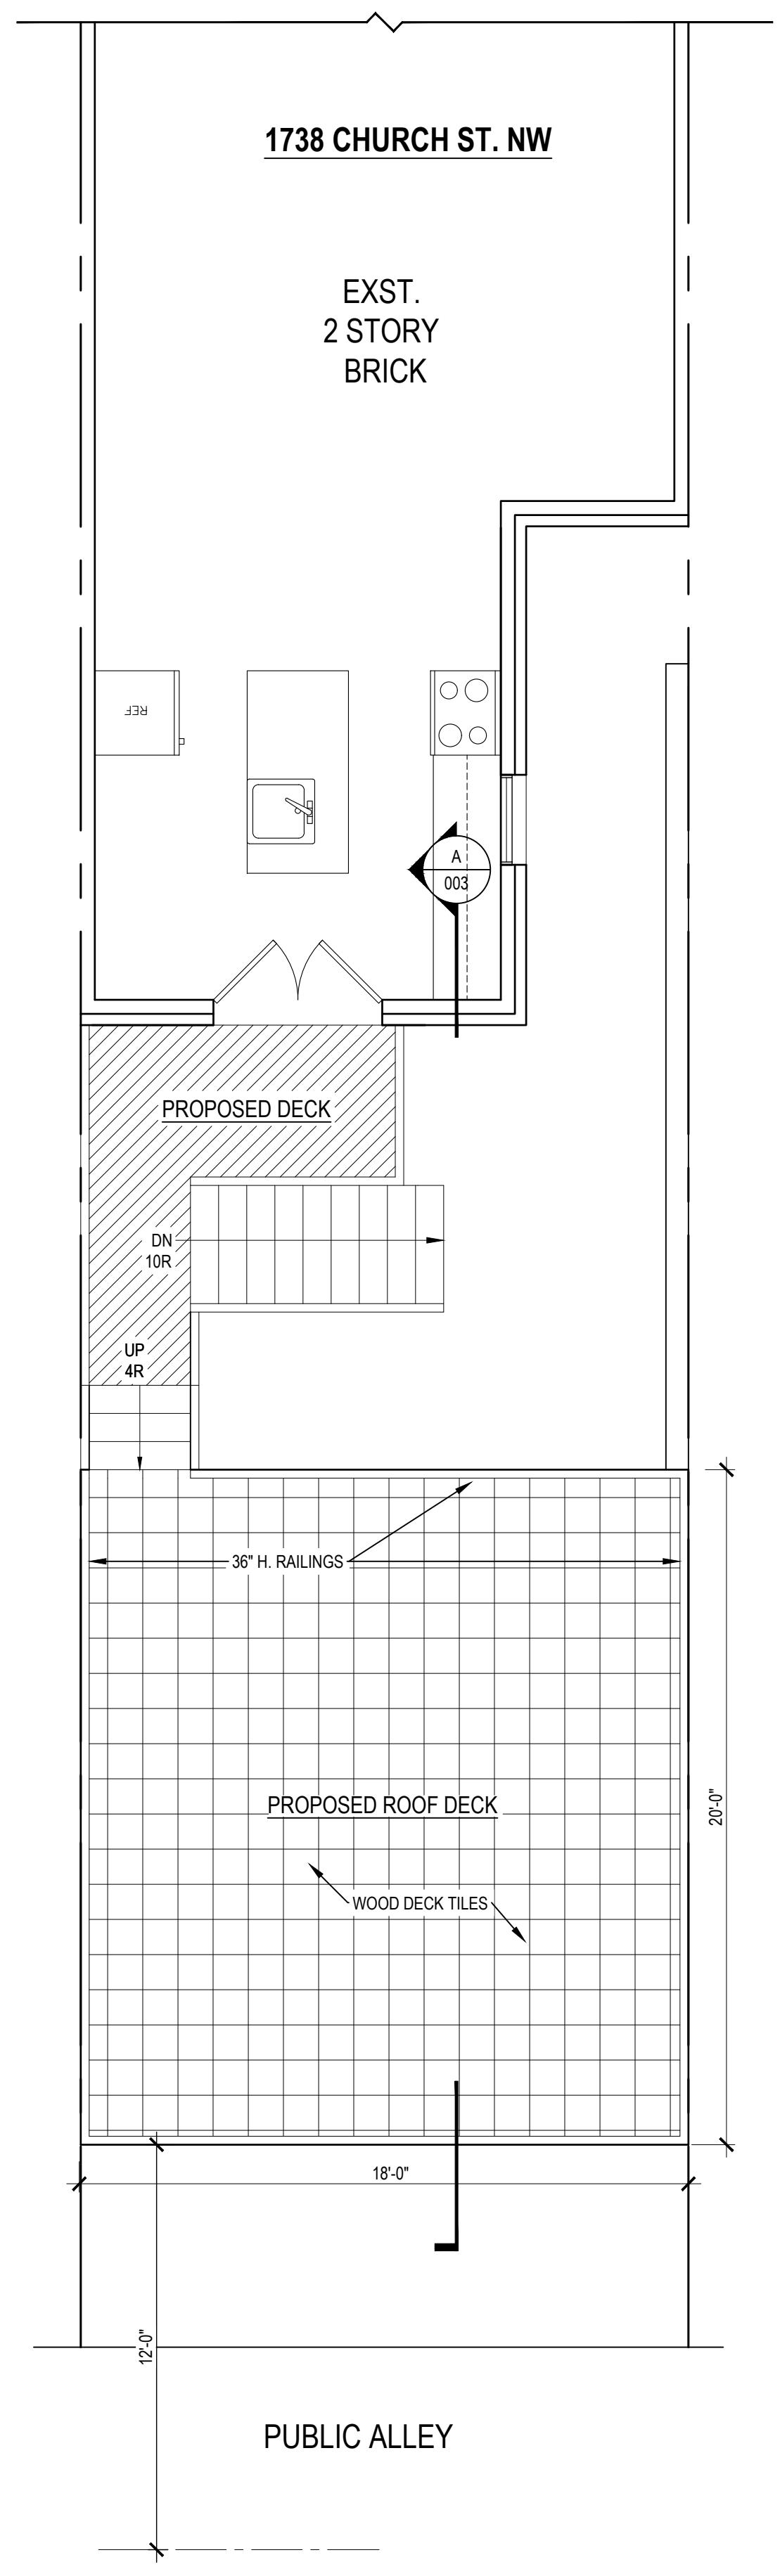 1738 CHURCH ST. NW
EXST.
2 STORY
BRICK
REF
A
003
PROPOSED DECK
DN
10R
UP
4R
36" H. RAILINGS
20'-0"
PROPOSED ROOF DECK
WOOD DECK TILES
18'-0"
12'-0"
PUBLIC ALLEY